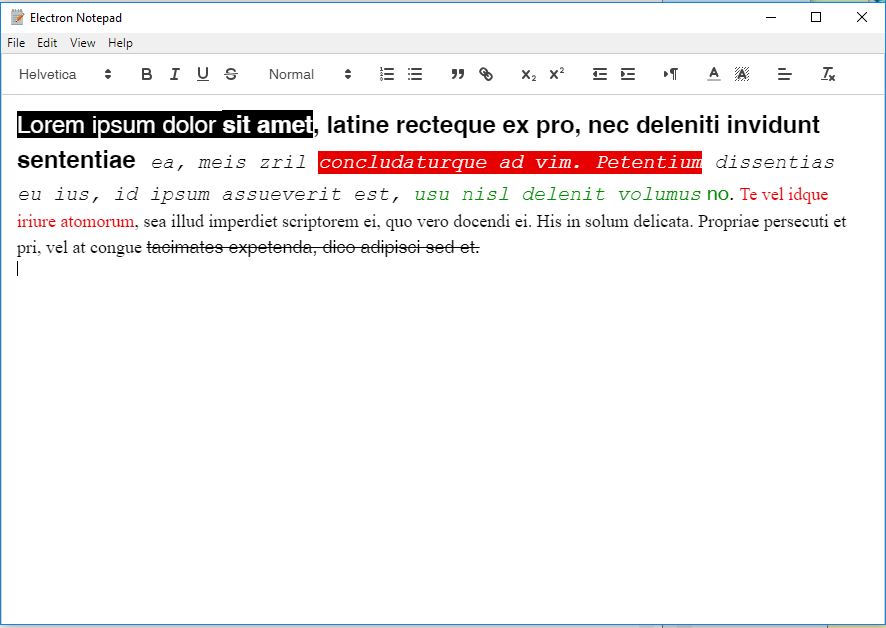 Electron Notepad
File Edit View Help
Helvetica B I U S Normal X₂ X² A A Tx
Lorem ipsum dolor sit amet, latine recteque ex pro, nec deleniti invidunt
sententiae ea, meis zril concludaturque ad vim. Petentium dissentias
eu ius, id ipsum assueverit est, usu nisl delenit volumus no. Te vel idque
iriure atomorum, sea illud imperdiet scriptorem ei, quo vero docendi ei. His in solum delicata. Propriae persecuti et
pri, vel at congue tacimates expetenda, dico adipisci sed et.